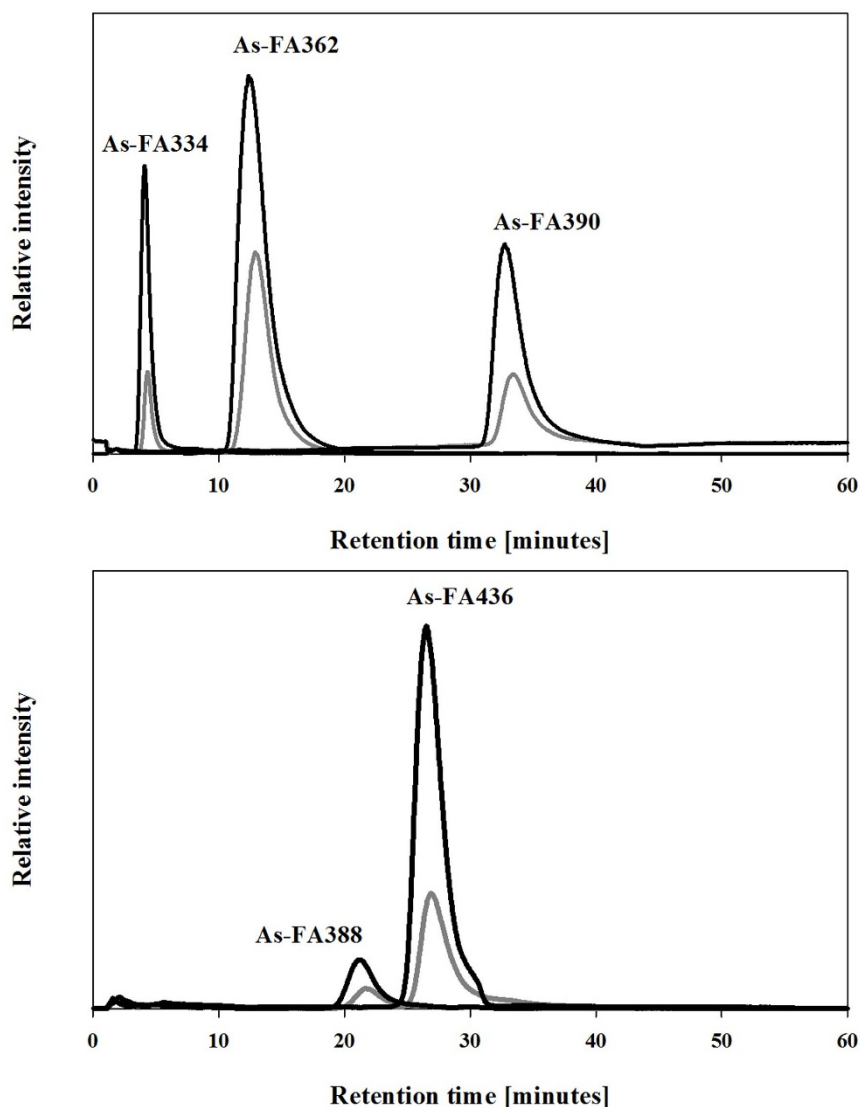 As-FA362
As-FA334
As-FA390
Relative intensity
0 10 20 30 40 50 60
Retention time [minutes]
As-FA436
As-FA388
Relative intensity
0 10 20 30 40 50 60
Retention time [minutes]